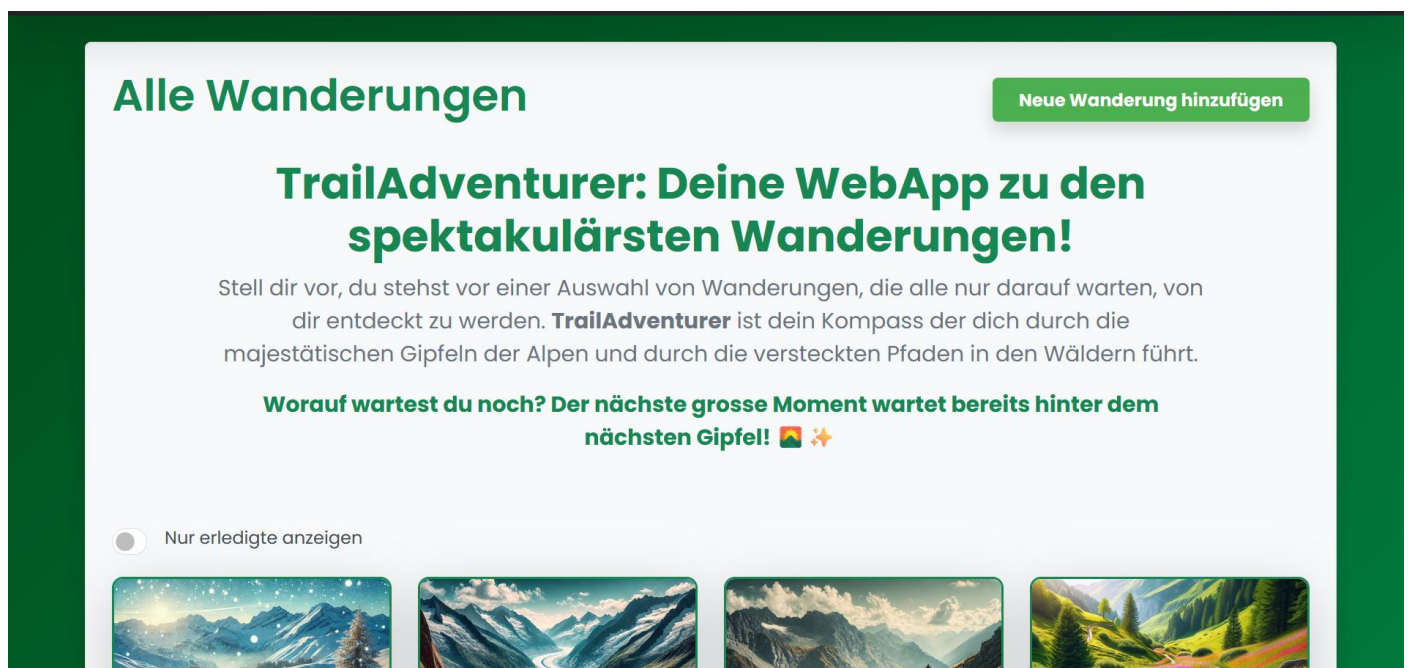 Alle Wanderungen
Neue Wanderung hinzufügen
TrailAdventurer: Deine WebApp zu den
spektakulärsten Wanderungen!
Stell dir vor, du stehst vor einer Auswahl von Wanderungen, die alle nur darauf warten, von
dir entdeckt zu werden. TrailAdventurer ist dein Kompass der dich durch die
majestätischen Gipfeln der Alpen und durch die versteckten Pfaden in den Wäldern führt.
Worauf wartest du noch? Der nächste grosse Moment wartet bereits hinter dem
nächsten Gipfel! 🌄 ✨
Nur erledigte anzeigen